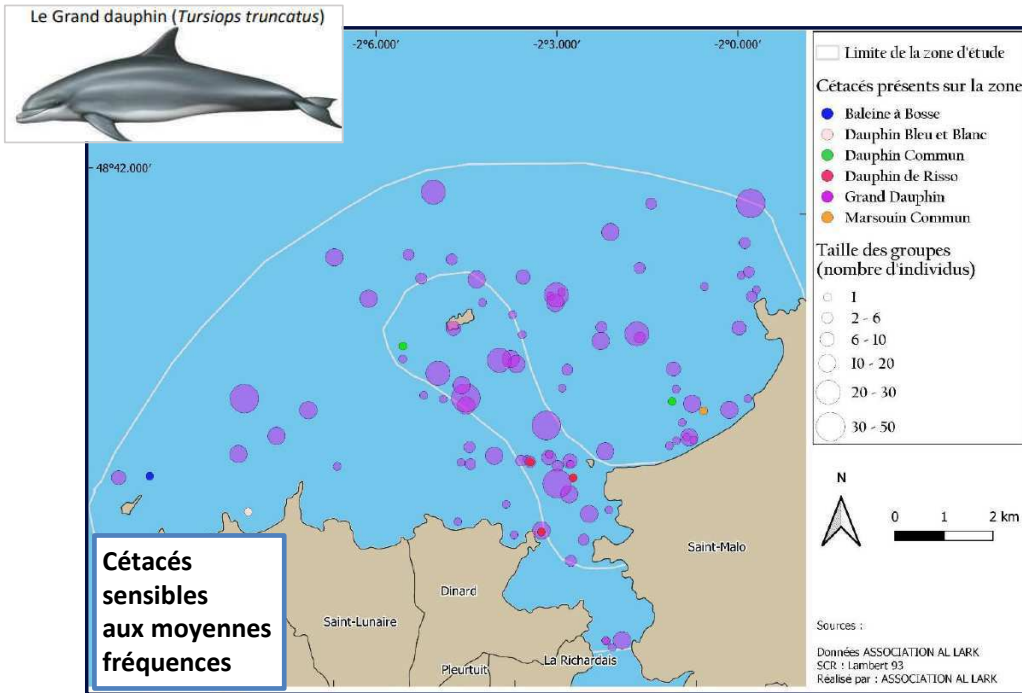 Le Grand dauphin (Tursiops truncatus)
-2°6.000'
-2°3.000'
-2°0.000'
48°42.000'
Limite de la zone d'étude
Cétacés présents sur la zone
Baleine à Bosse
Dauphin Bleu et Blanc
Dauphin Commun
Dauphin de Risso
Grand Dauphin
Marsouin Commun
Taille des groupes
(nombre d'individus)
1
2 - 6
6 - 10
10 - 20
20 - 30
30 - 50
N
0 1 2 km
Saint-Malo
Dinard
Saint-Lunaire
La Richardais
Pleurtuit
Cétacés
sensibles
aux moyennes
fréquences
Sources :
Données ASSOCIATION AL LARK
SCR : Lambert 93
Réalisé par : ASSOCIATION AL LARK